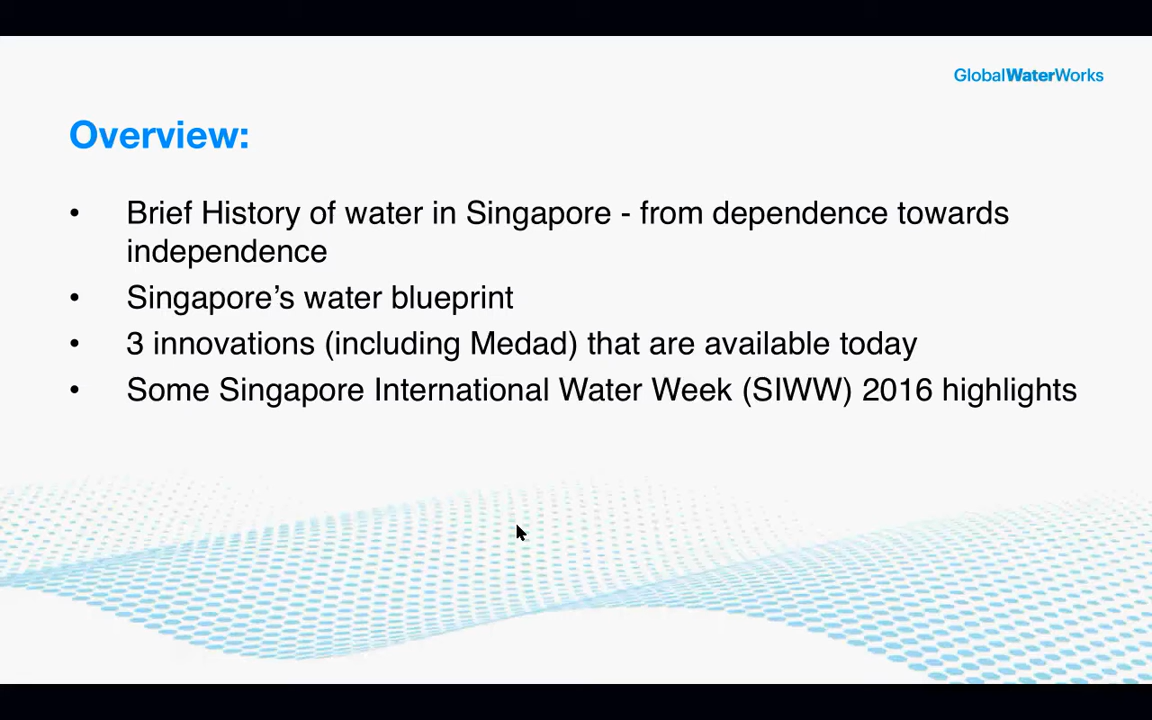 GlobalWaterWorks
Overview:
• Brief History of water in Singapore - from dependence towards
independence
• Singapore’s water blueprint
• 3 innovations (including Medad) that are available today
• Some Singapore International Water Week (SIWW) 2016 highlights